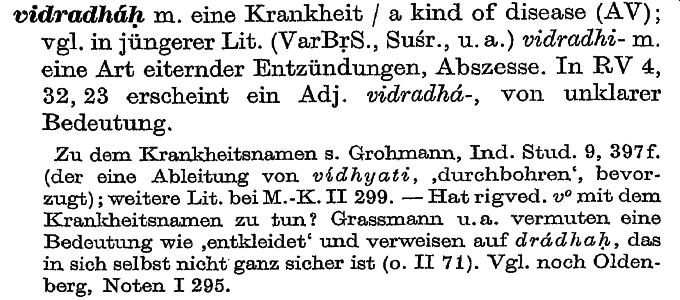 vidradháḥ m. eine Krankheit / a kind of disease (AV);
vgl. in jüngerer Lit. (VarBṛS., Suśr., u. a.) vidradhi- m.
eine Art eiternder Entzündungen, Abszesse. In RV 4,
32, 23 erscheint ein Adj. vidradhá-, von unklarer
Bedeutung.
Zu dem Krankheitsnamen s. Grohmann, Ind. Stud. 9, 397f.
(der eine Ableitung von vídhyati, ‚durchbohren‘, bevor-
zugt); weitere Lit. bei M.-K. II 299. — Hat rigved. v° mit dem
Krankheitsnamen zu tun? Grassmann u. a. vermuten eine
Bedeutung wie ‚entkleidet‘ und verweisen auf drádhaḥ, das
in sich selbst nicht ganz sicher ist (o. II 71). Vgl. noch Olden-
berg, Noten I 295.